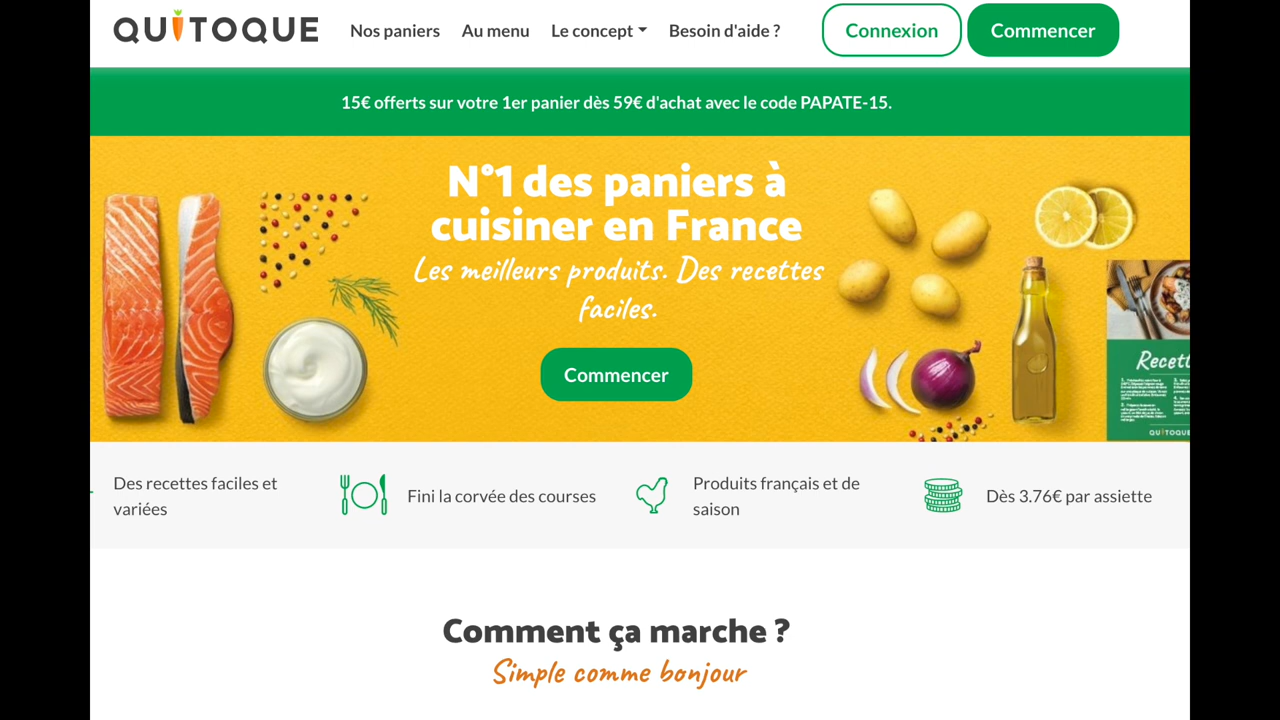 QUITOQUE
Nos paniers
Au menu
Le concept
Besoin d'aide ?
Connexion
Commencer
15€ offerts sur votre 1er panier dès 59€ d'achat avec le code PAPATE-15.
N°1 des paniers à
cuisiner en France
Les meilleurs produits. Des recettes
faciles.
Commencer
Recett
QUITOQUE
Des recettes faciles et
variées
Fini la corvée des courses
Produits français et de
saison
Dès 3.76€ par assiette
Comment ça marche ?
Simple comme bonjour